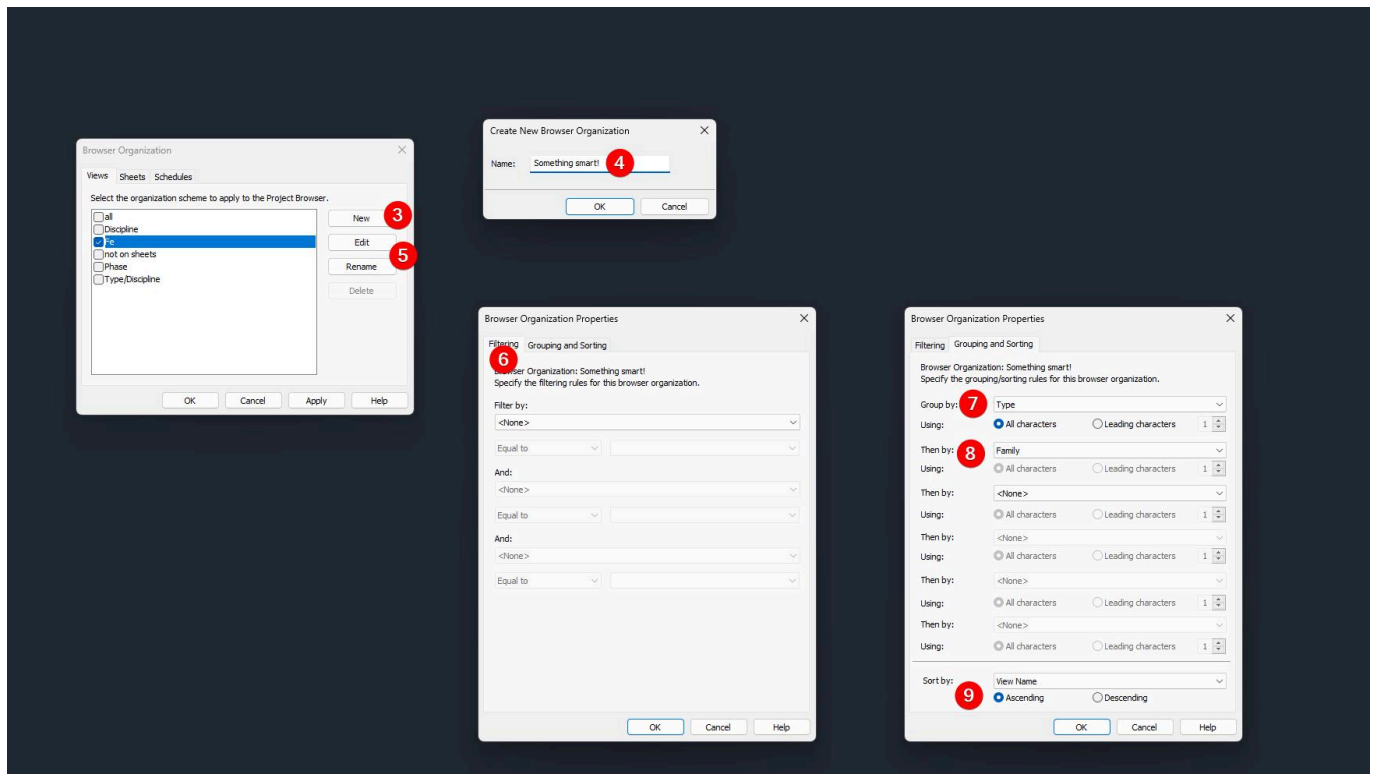 Browser Organization
Views Sheets Schedules
Select the organization scheme to apply to the Project Browser.
all
Discipline
Fe
not on sheets
Phase
Type/Discipline
New
3
Edit
5
Rename
Delete
OK Cancel Apply Help
Create New Browser Organization
Name: Something smart! 4
OK Cancel
Browser Organization Properties
Filtering Grouping and Sorting
6
Browser Organization: Something smart!
Specify the filtering rules for this browser organization.
Filter by:
<None>
Equal to
And:
<None>
Equal to
And:
<None>
Equal to
OK Cancel Help
Browser Organization Properties
Filtering Grouping and Sorting
Browser Organization: Something smart!
Specify the grouping/sorting rules for this browser organization.
Group by: 7 Type
Using: All characters Leading characters 1
Then by: 8 Family
Using: All characters Leading characters 1
Then by: <None>
Using: All characters Leading characters 1
Then by: <None>
Using: All characters Leading characters 1
Then by: <None>
Using: All characters Leading characters 1
Then by: <None>
Using: All characters Leading characters 1
Sort by: View Name
9 Ascending Descending
OK Cancel Help